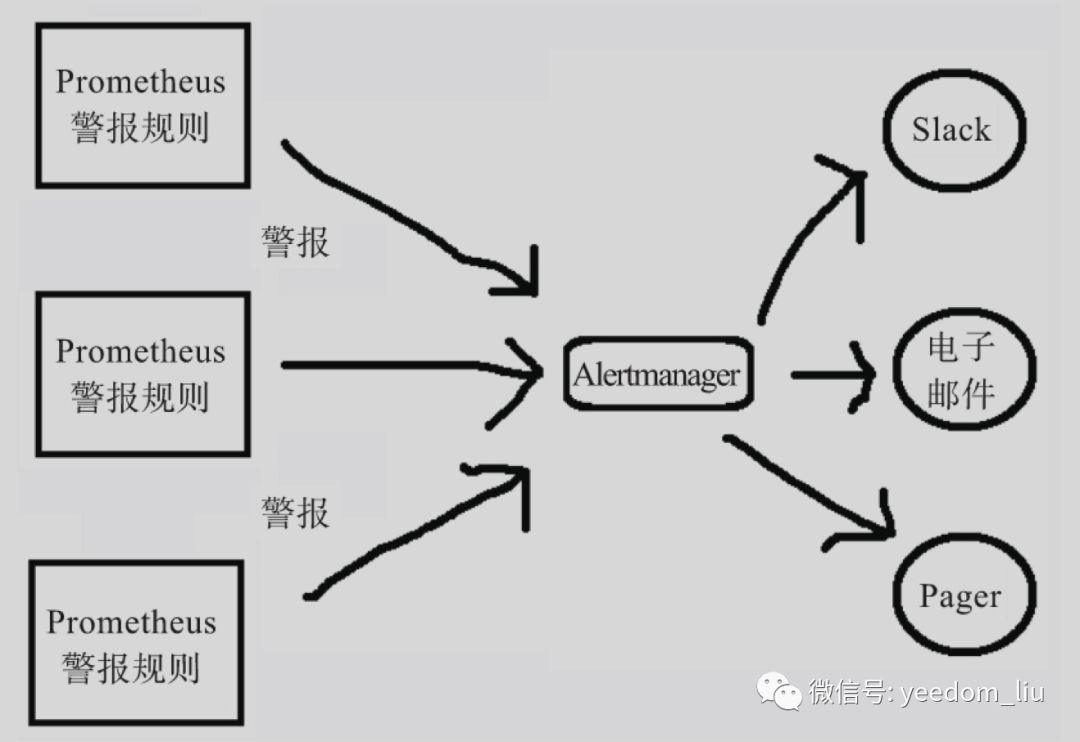 Prometheus
警报规则
警报
Prometheus
警报规则
警报
Prometheus
警报规则
Alertmanager
Slack
电子
邮件
Pager
微信号: yeedom_liu